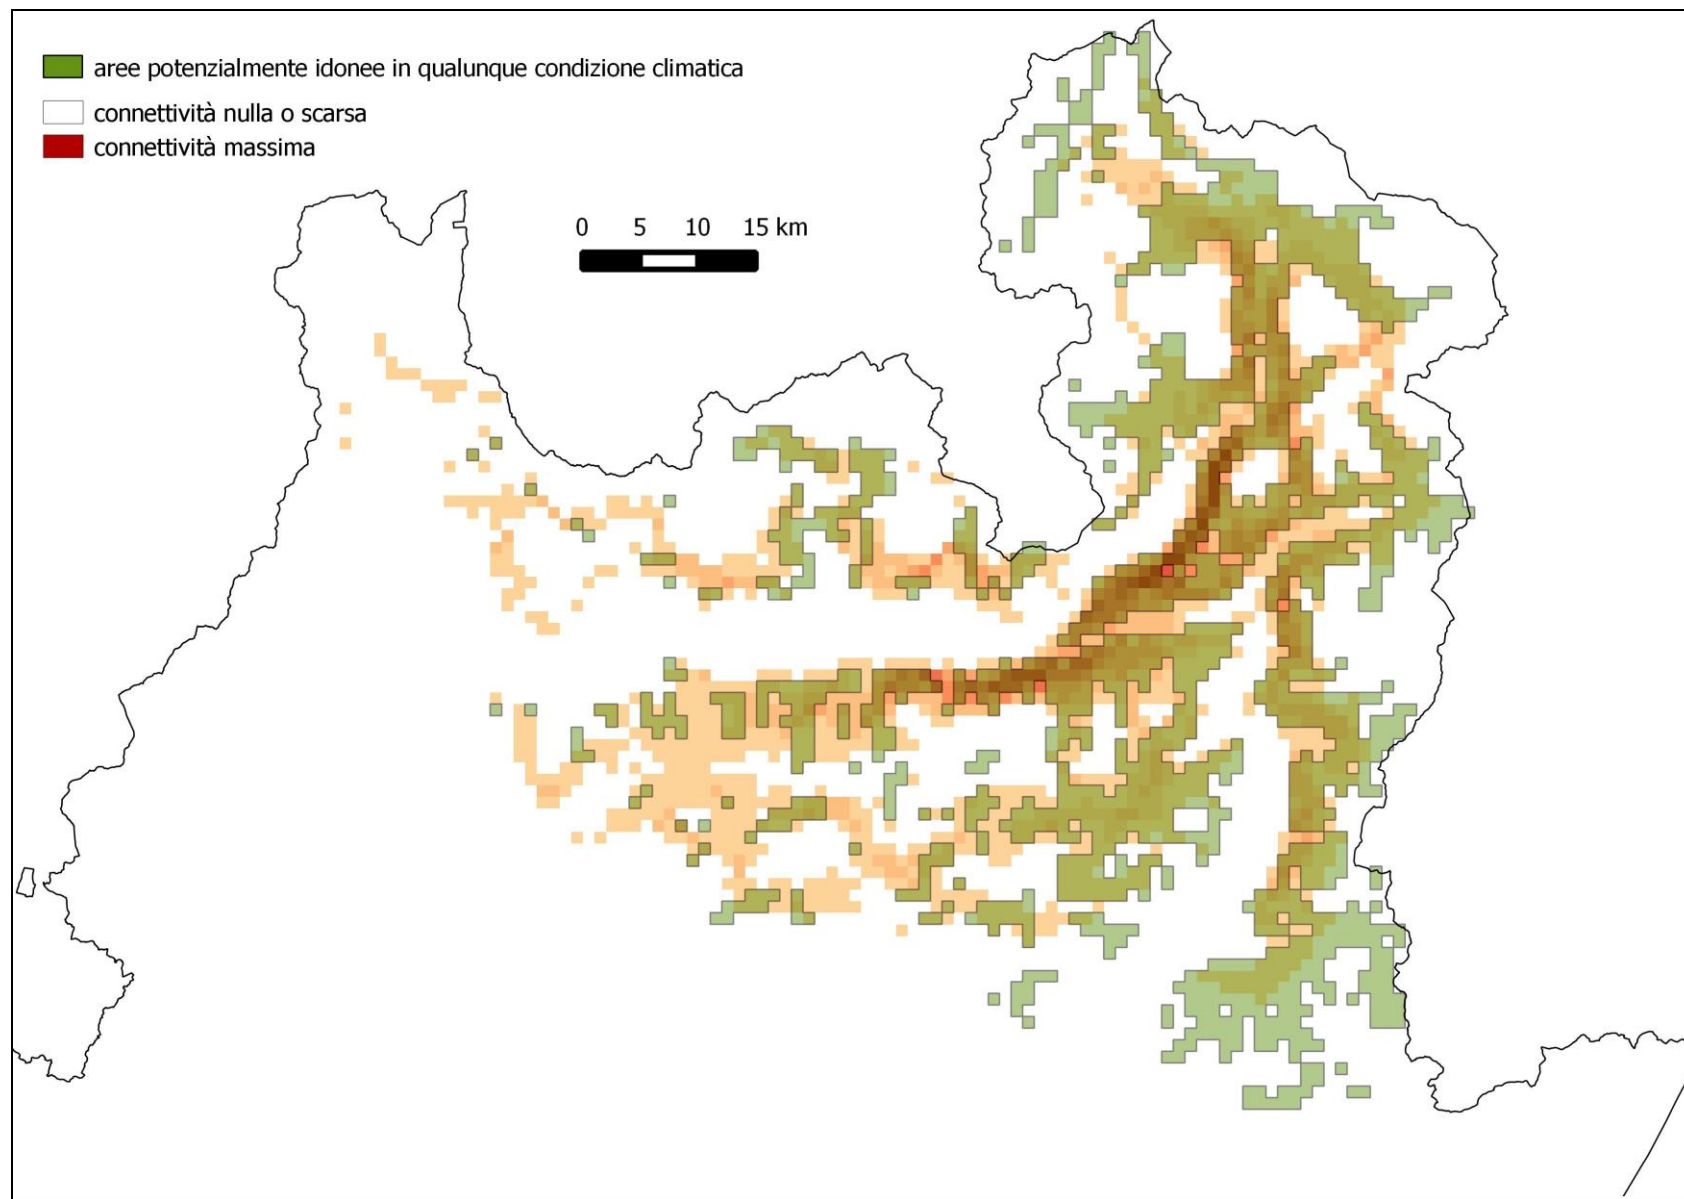 aree potenzialmente idonee in qualunque condizione climatica
connettività nulla o scarsa
connettività massima
0 5 10 15 km